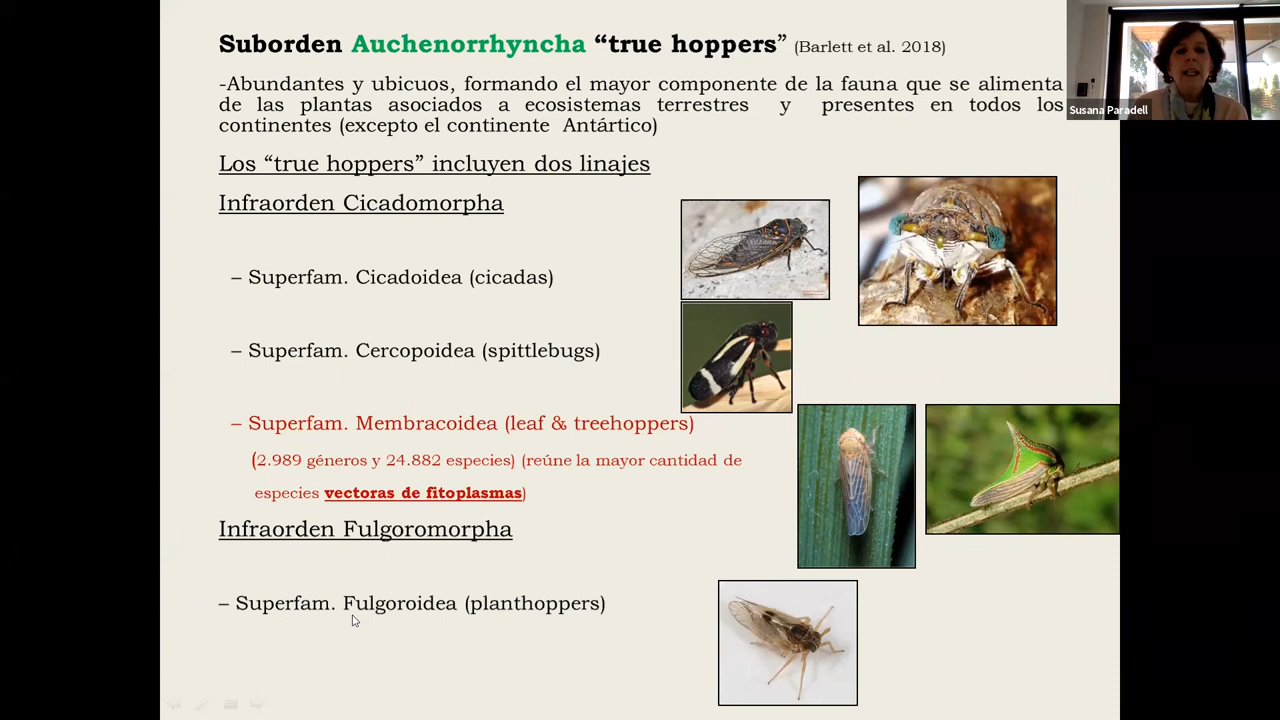 Suborden Auchenorrhyncha “true hoppers” (Barlett et al. 2018)
-Abundantes y ubicuos, formando el mayor componente de la fauna que se alimenta
de las plantas asociados a ecosistemas terrestres y presentes en todos los
continentes (excepto el continente Antártico)
Susana Paradell
Los “true hoppers” incluyen dos linajes
Infraorden Cicadomorpha
– Superfam. Cicadoidea (cicadas)
– Superfam. Cercopoidea (spittlebugs)
– Superfam. Membracoidea (leaf & treehoppers)
(2.989 géneros y 24.882 especies) (reúne la mayor cantidad de
especies vectoras de fitoplasmas)
Infraorden Fulgoromorpha
– Superfam. Fulgoroidea (planthoppers)